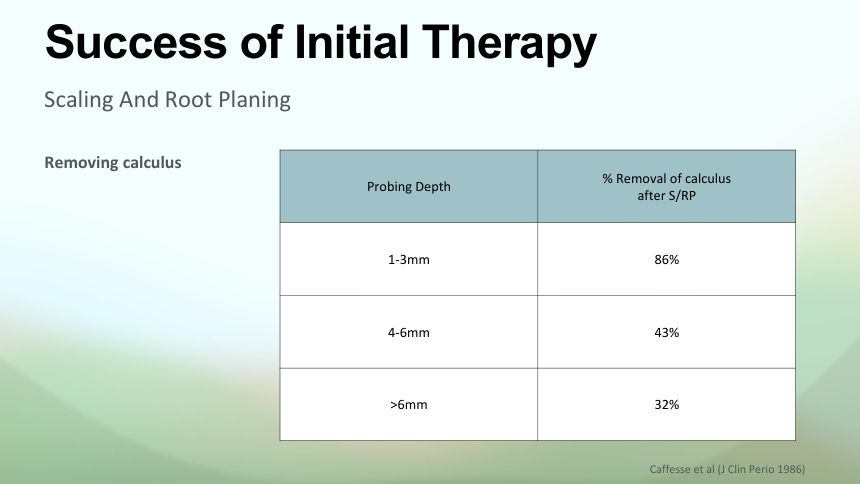 Success of Initial Therapy
Scaling And Root Planing
Removing calculus
Probing Depth
% Removal of calculus
after S/RP
1-3mm
86%
4-6mm
43%
>6mm
32%
Caffesse et al (J Clin Perio 1986)